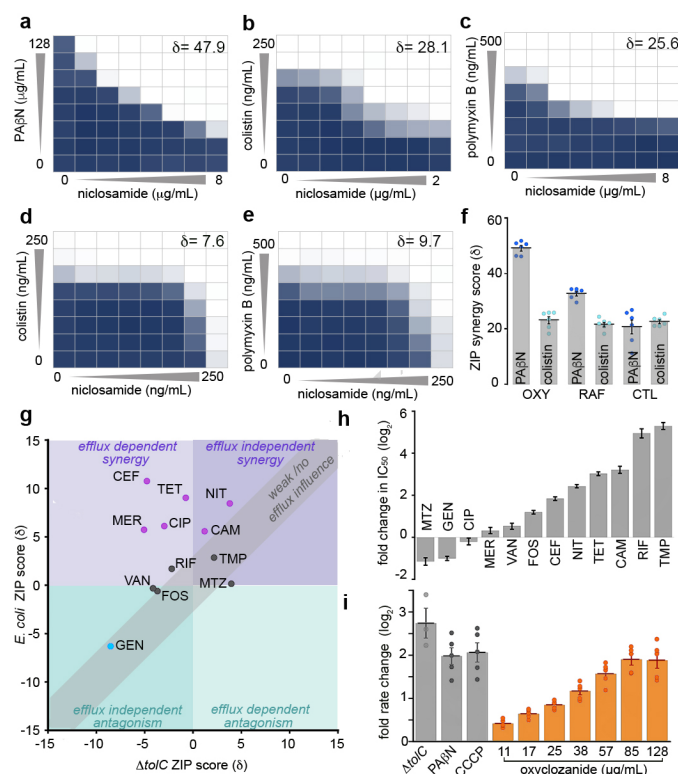 a
128
PAβN (μg/mL)
0
δ= 47.9
0
niclosamide (μg/mL)
8
b
250
colistin (ng/mL)
0
δ= 28.1
0
niclosamide (μg/mL)
2
c
500
polymyxin B (ng/mL)
0
δ= 25.6
0
niclosamide (μg/mL)
8
d
250
colistin (ng/mL)
0
δ= 7.6
0
niclosamide (ng/mL)
250
e
500
polymyxin B (ng/mL)
0
δ= 9.7
0
niclosamide (ng/mL)
250
f
ZIP synergy score (δ)
60
40
20
0
PAβN
colistin
PAβN
colistin
PAβN
colistin
OXY
RAF
CTL
g
E. coli ZIP score (δ)
15
10
5
0
-5
-10
-15
efflux dependent
synergy
efflux independent
synergy
weak /no
efflux influence
CEF
TET
NIT
MER
CIP
CAM
RIF
TMP
VAN
FOS
MTZ
GEN
efflux independent
antagonism
efflux dependent
antagonism
-15
-10
-5
0
5
10
15
ΔtolC ZIP score (δ)
h
fold change in IC50 (log2)
6
4
2
0
-2
MTZ
GEN
CIP
MER
VAN
FOS
CEF
NIT
TET
CAM
RIF
TMP
i
fold rate change (log2)
4
2
0
ΔtolC
PAβN
CCCP
11
17
25
38
57
85
128
oxyclozanide (μg/mL)